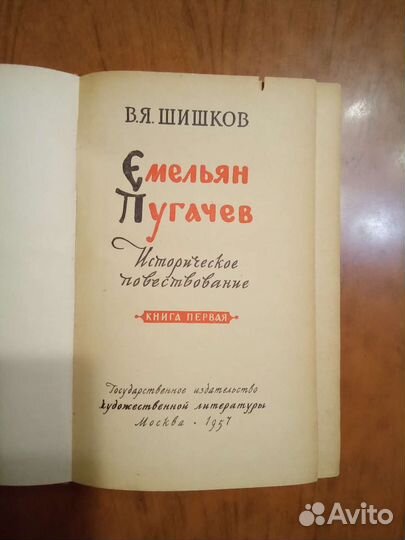 В.Я. ШИШКОВ
Емельян
Пугачев
Историческое
повествование
КНИГА ПЕРВАЯ
Государственное издательство
Художественной литературы
Москва · 1957
Avito